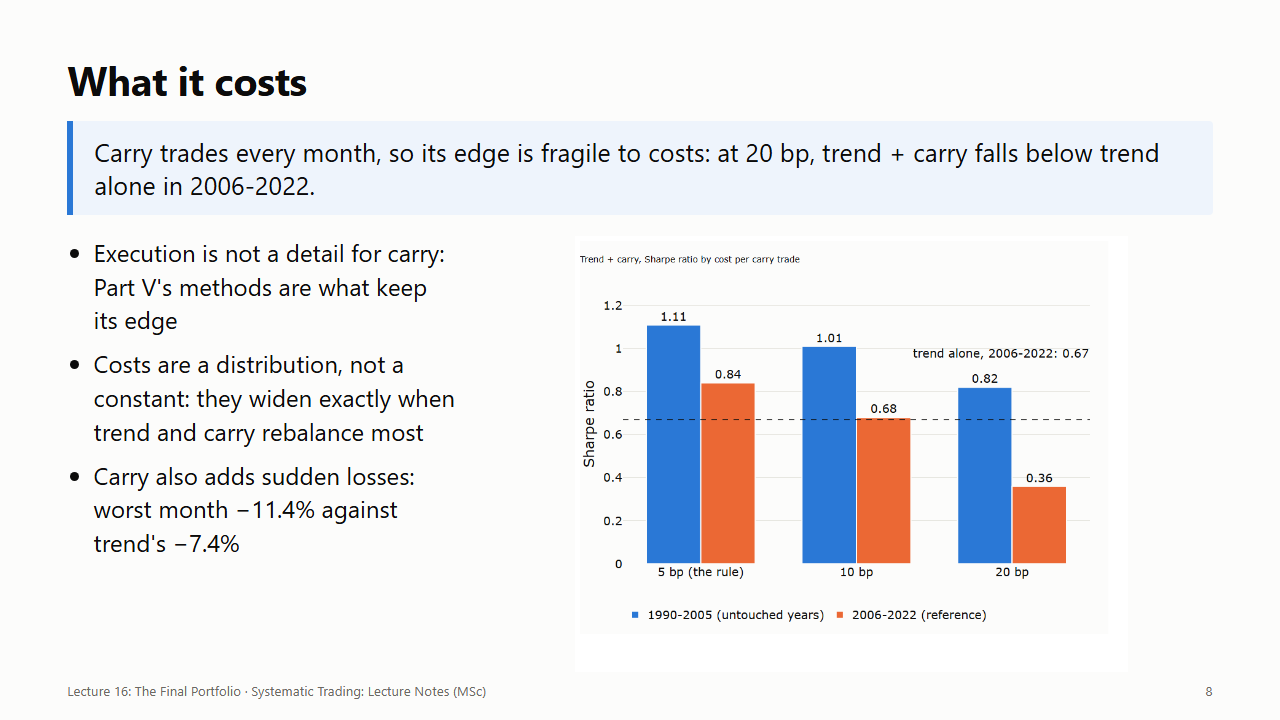 What it costs
Carry trades every month, so its edge is fragile to costs: at 20 bp, trend + carry falls below trend
alone in 2006-2022.
• Execution is not a detail for carry:
Part V's methods are what keep
its edge
• Costs are a distribution, not a
constant: they widen exactly when
trend and carry rebalance most
• Carry also adds sudden losses:
worst month −11.4% against
trend's −7.4%
Trend + carry, Sharpe ratio by cost per carry trade
Sharpe ratio
1.2
1
0.8
0.6
0.4
0.2
0
1.11
0.84
1.01
0.68
trend alone, 2006-2022: 0.67
0.82
0.36
5 bp (the rule)
10 bp
20 bp
1990-2005 (untouched years)
2006-2022 (reference)
Lecture 16: The Final Portfolio · Systematic Trading: Lecture Notes (MSc)
8